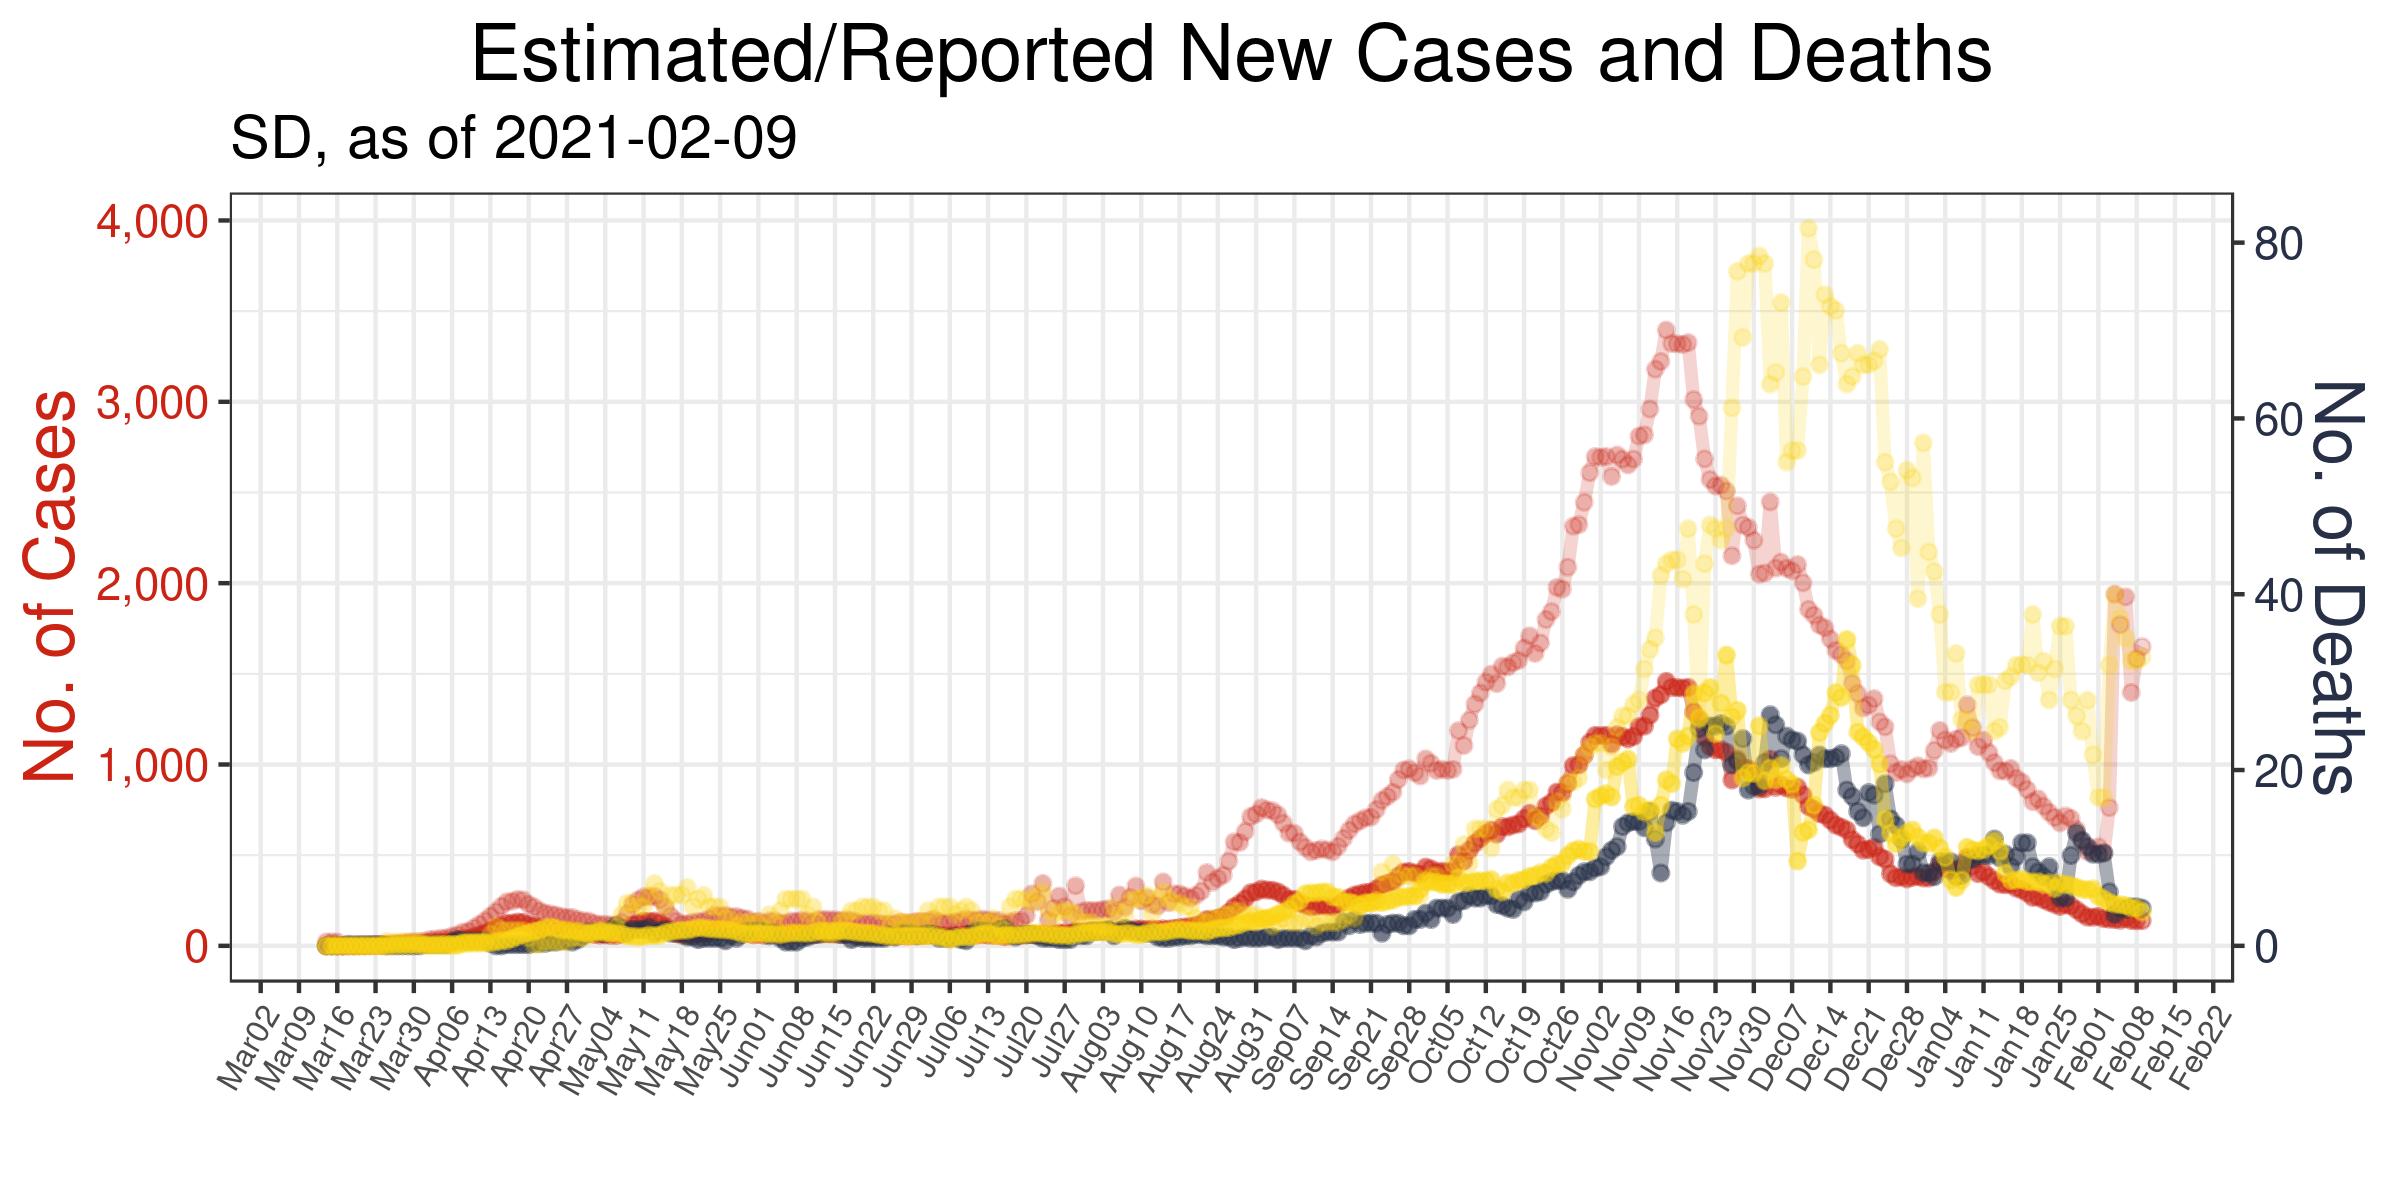 Estimated/Reported New Cases and Deaths
SD, as of 2021-02-09
No. of Cases
4,000
3,000
2,000
1,000
0
80
60
40
20
0
No. of Deaths
Mar02
Mar09
Mar16
Mar23
Mar30
Apr06
Apr13
Apr20
Apr27
May04
May11
May18
May25
Jun01
Jun08
Jun15
Jun22
Jun29
Jul06
Jul13
Jul20
Jul27
Aug03
Aug10
Aug17
Aug24
Aug31
Sep07
Sep14
Sep21
Sep28
Oct05
Oct12
Oct19
Oct26
Nov02
Nov09
Nov16
Nov23
Nov30
Dec07
Dec14
Dec21
Dec28
Jan04
Jan11
Jan18
Jan25
Feb01
Feb08
Feb15
Feb22